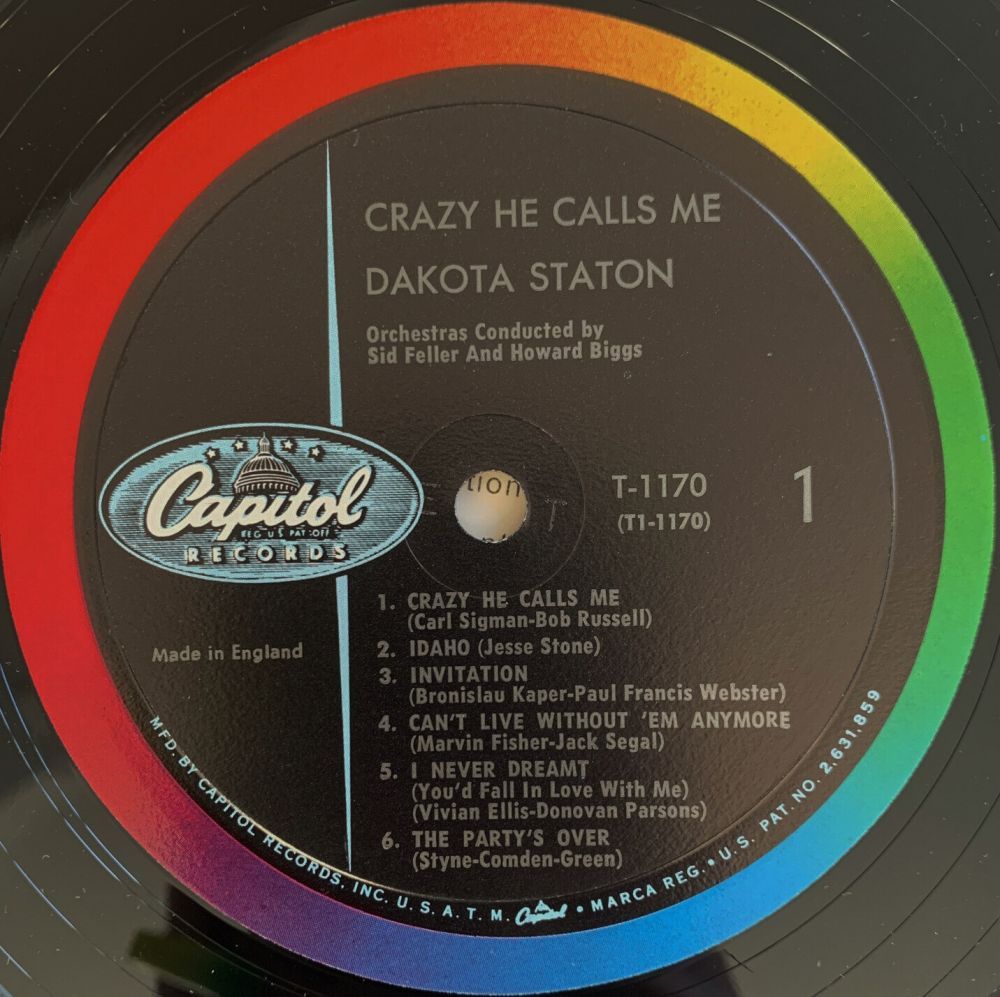 CRAZY HE CALLS ME
DAKOTA STATON
Orchestras Conducted by
Sid Feller And Howard Biggs
Capitol
REG U S PAT OFF
RECORDS
tion
T-1170
(T1-1170)
1
1. CRAZY HE CALLS ME
(Carl Sigman-Bob Russell)
2. IDAHO (Jesse Stone)
3. INVITATION
(Bronislau Kaper-Paul Francis Webster)
4. CAN'T LIVE WITHOUT 'EM ANYMORE
(Marvin Fisher-Jack Segal)
5. I NEVER DREAMT
(You'd Fall In Love With Me)
(Vivian Ellis-Donovan Parsons)
6. THE PARTY'S OVER
(Styne-Comden-Green)
Made in England
MFD. BY CAPITOL RECORDS, INC. U. S. A. T. M. Capitol • MARCA REG. • U.S. PAT. NO. 2,631,859